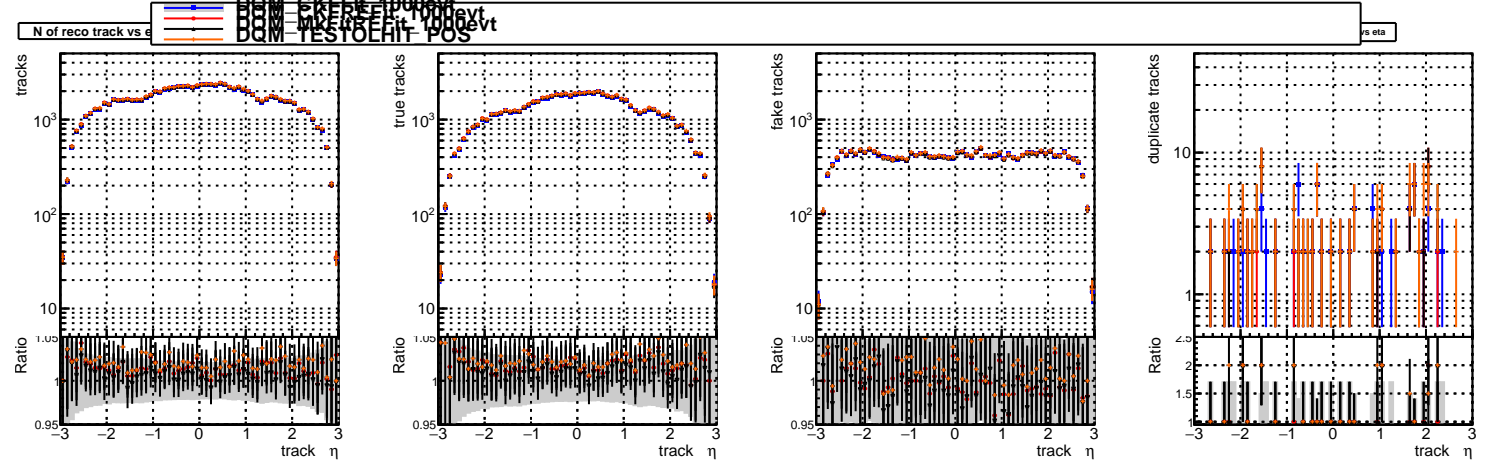 DQM_CKFFit_1000evt
DQM_CKFREFit_1000evt
DQM_MkFitREFit_1000evt
DQM_TESTOLHIT_POS
N of reco track vs e
vs eta
tracks
10³
10²
10
Ratio
1.05
1
0.95
−3 −2 −1 0 1 2 3
track η
true tracks
10³
10²
10
Ratio
1.05
1
0.95
−3 −2 −1 0 1 2 3
track η
fake tracks
10³
10²
10
Ratio
1.05
1
0.95
−3 −2 −1 0 1 2 3
track η
duplicate tracks
10
1
Ratio
2.5
2
1.5
1
−3 −2 −1 0 1 2 3
track η